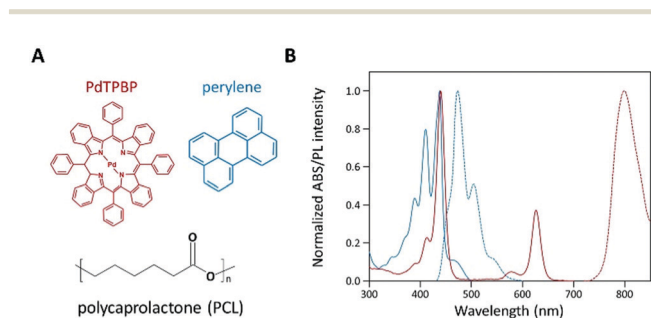 A
B
PdTPBP
perylene
N
N
Pd
N
N
O
O
n
polycaprolactone (PCL)
Normalized ABS/PL intensity
1.0
0.8
0.6
0.4
0.2
0.0
300
400
500
600
700
800
Wavelength (nm)